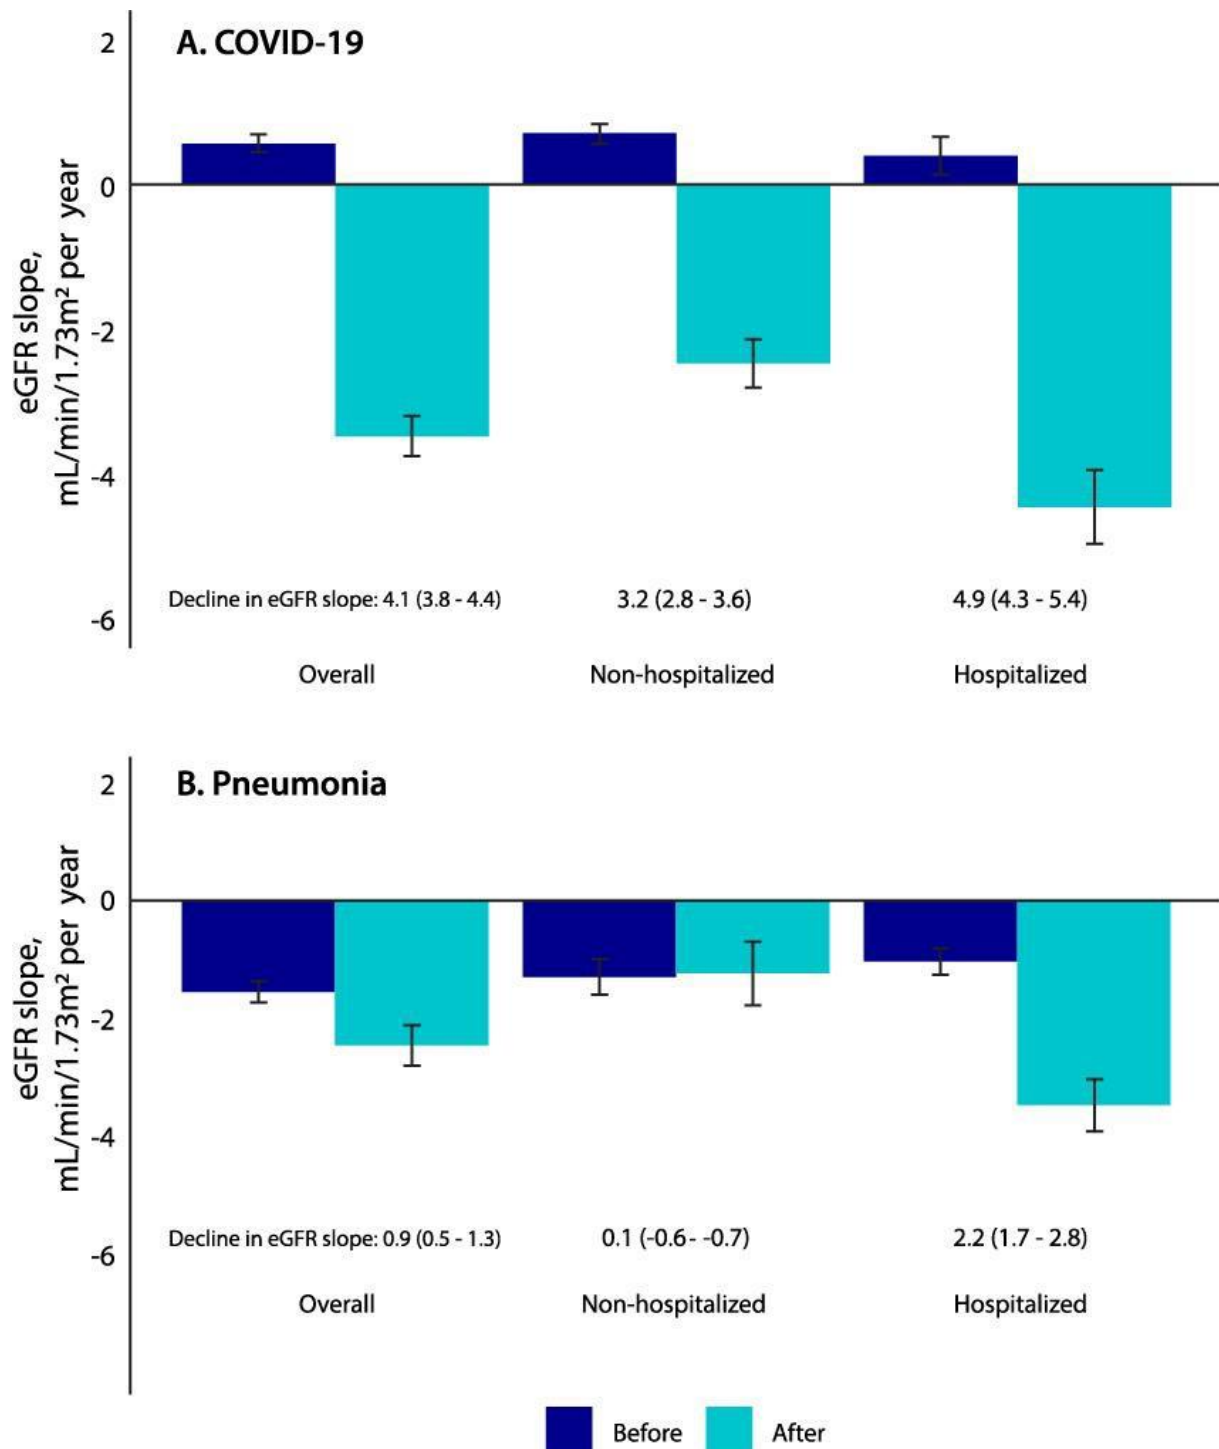 A. COVID-19
2
0
-2
-4
-6
eGFR slope,
mL/min/1.73m² per year
Decline in eGFR slope: 4.1 (3.8 - 4.4)
3.2 (2.8 - 3.6)
4.9 (4.3 - 5.4)
Overall
Non-hospitalized
Hospitalized
B. Pneumonia
2
0
-2
-4
-6
eGFR slope,
mL/min/1.73m² per year
Decline in eGFR slope: 0.9 (0.5 - 1.3)
0.1 (-0.6- -0.7)
2.2 (1.7 - 2.8)
Overall
Non-hospitalized
Hospitalized
Before
After